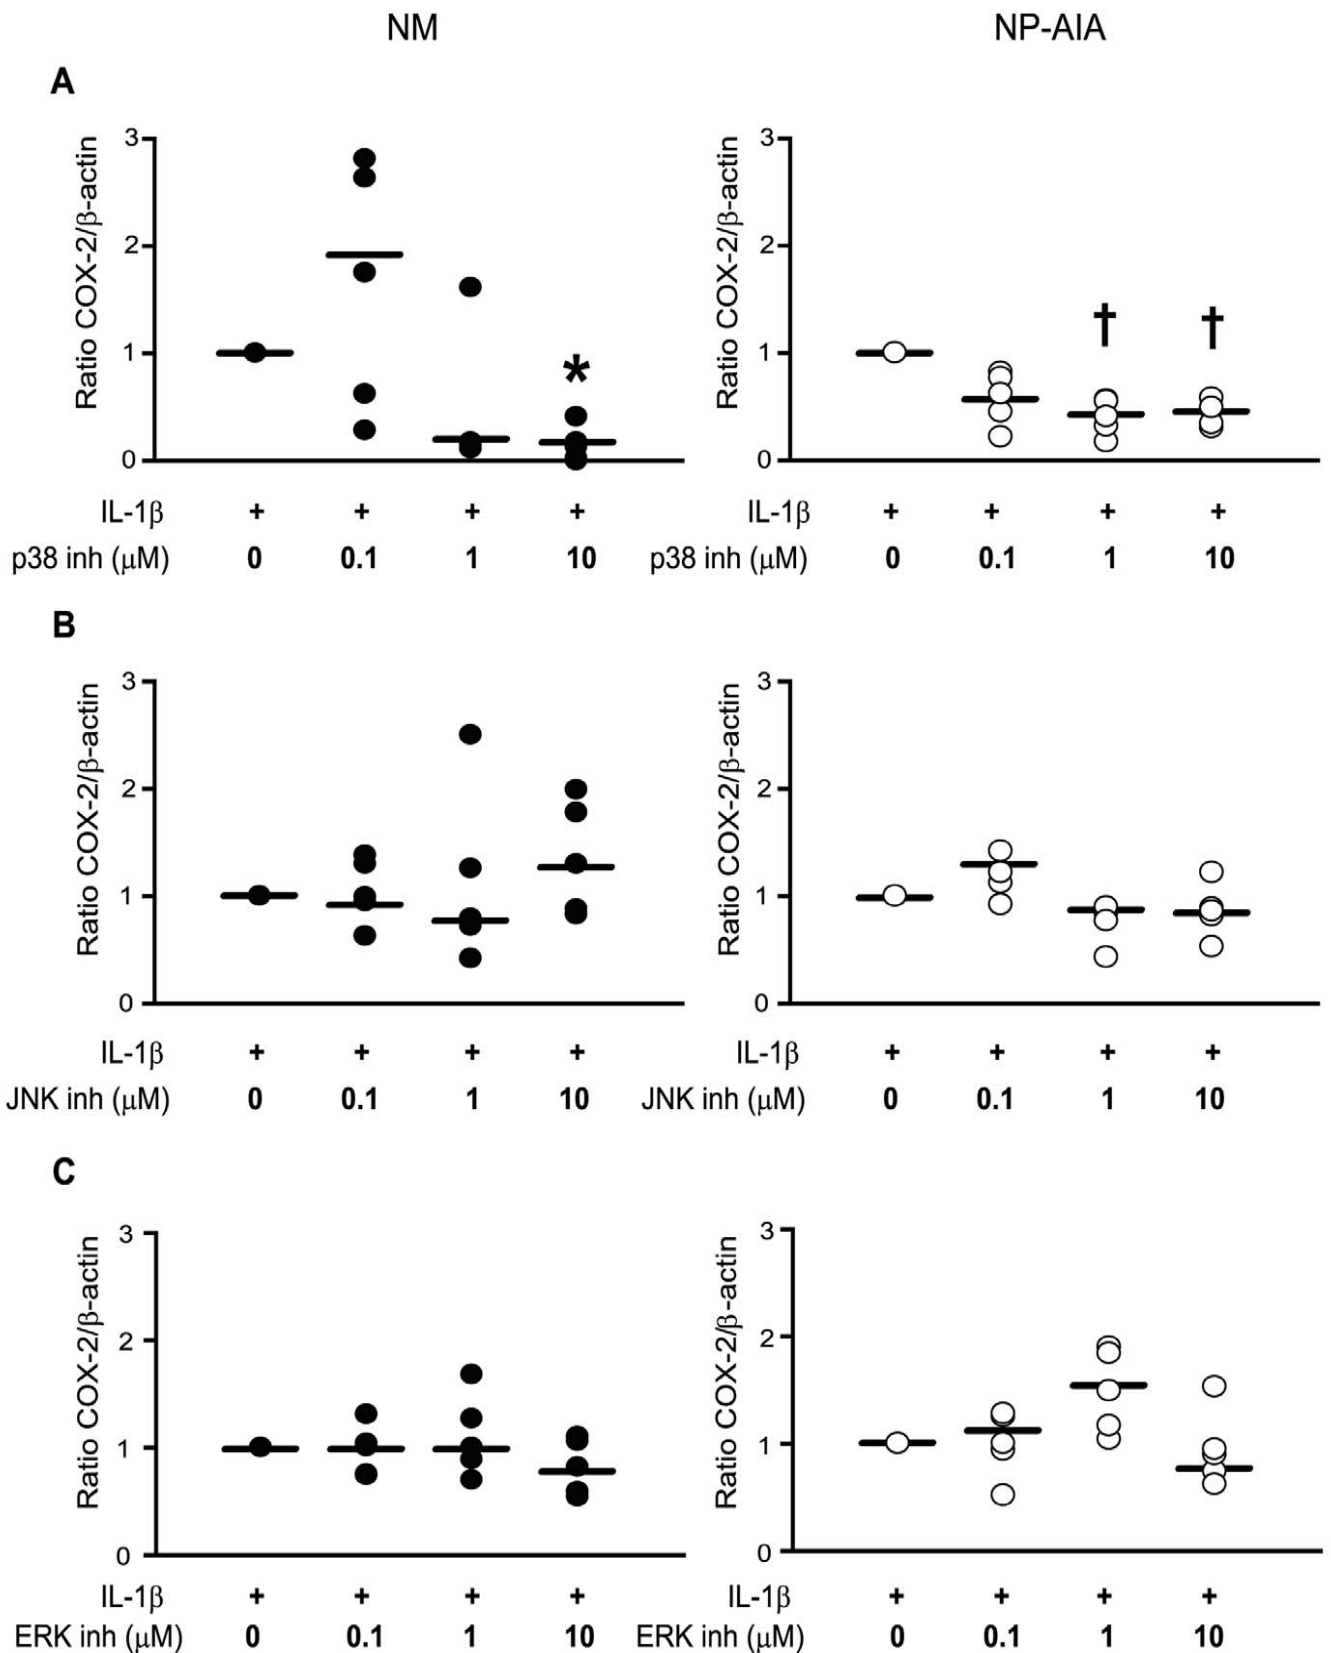 NM NP-AIA
A
3 3
2 2
1 1
0 0
Ratio COX-2/β-actin Ratio COX-2/β-actin
* † †
IL-1β + + + + IL-1β + + + +
p38 inh (μM) 0 0.1 1 10 p38 inh (μM) 0 0.1 1 10
B
3 3
2 2
1 1
0 0
Ratio COX-2/β-actin Ratio COX-2/β-actin
IL-1β + + + + IL-1β + + + +
JNK inh (μM) 0 0.1 1 10 JNK inh (μM) 0 0.1 1 10
C
3 3
2 2
1 1
0 0
Ratio COX-2/β-actin Ratio COX-2/β-actin
IL-1β + + + + IL-1β + + + +
ERK inh (μM) 0 0.1 1 10 ERK inh (μM) 0 0.1 1 10